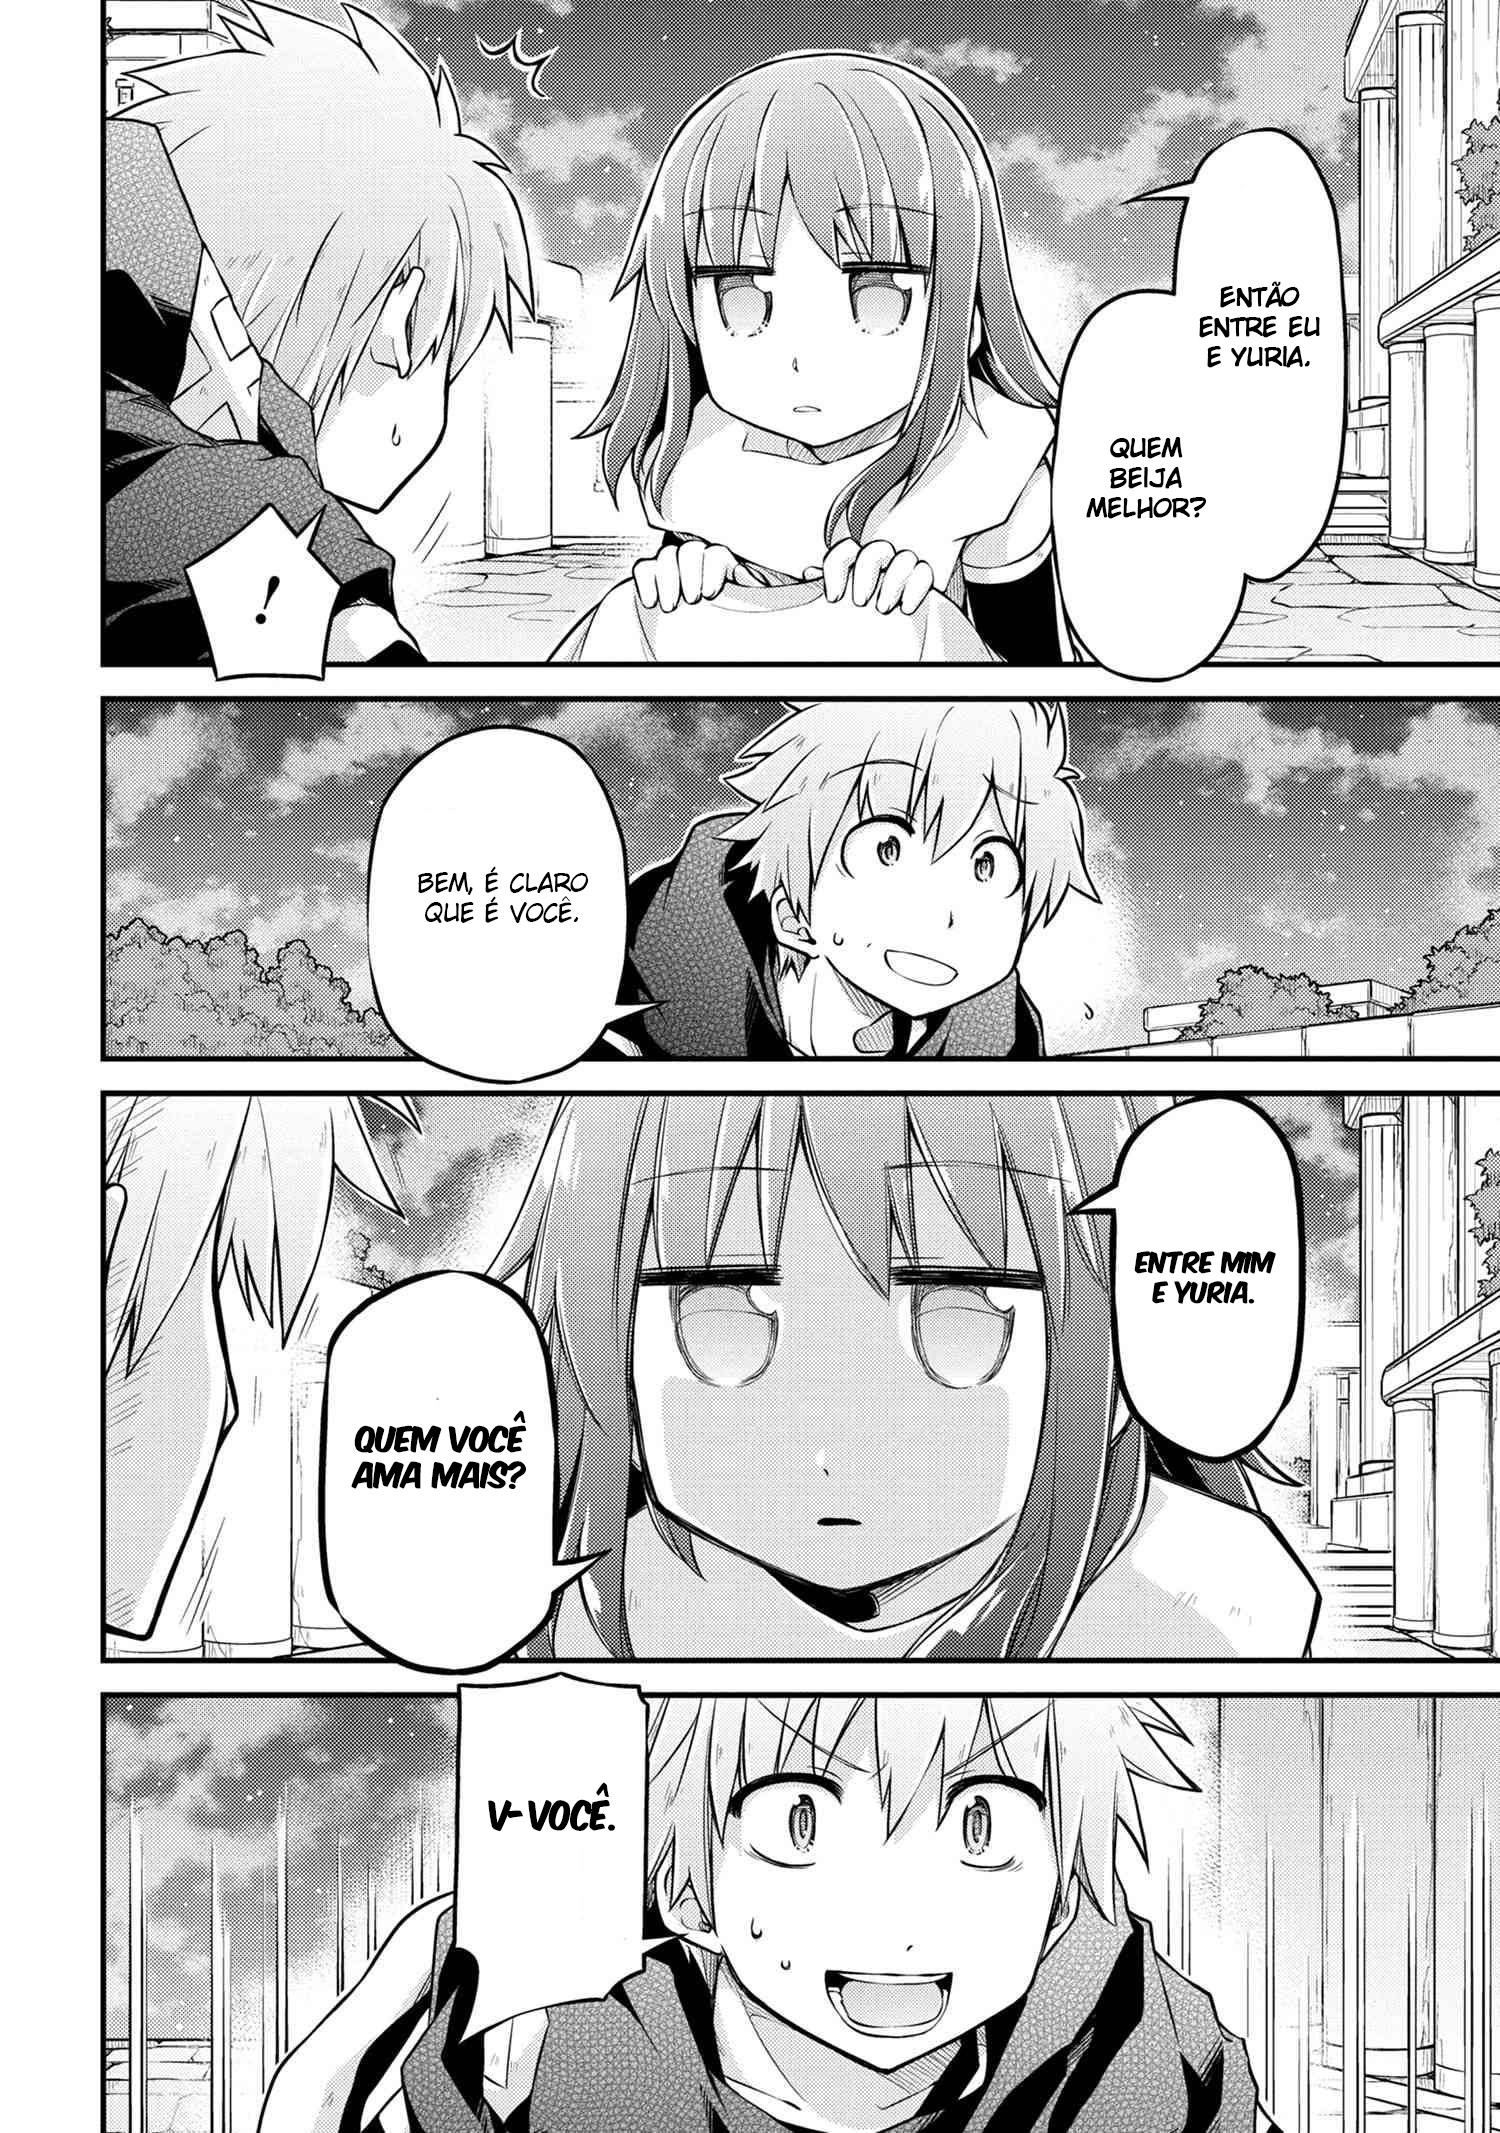 ENTÃO
ENTRE EU
E YURIA.
QUEM
BEIJA
MELHOR?
!
BEM, É CLARO
QUE É VOCÊ.
ENTRE MIM
E YURIA.
QUEM VOCÊ
AMA MAIS?
V-VOCÊ.